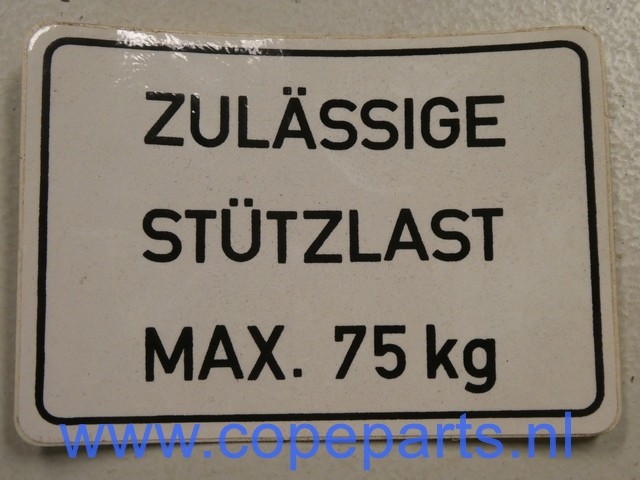 ZULÄSSIGE
STÜTZLAST
MAX. 75 kg
www.copeparts.nl